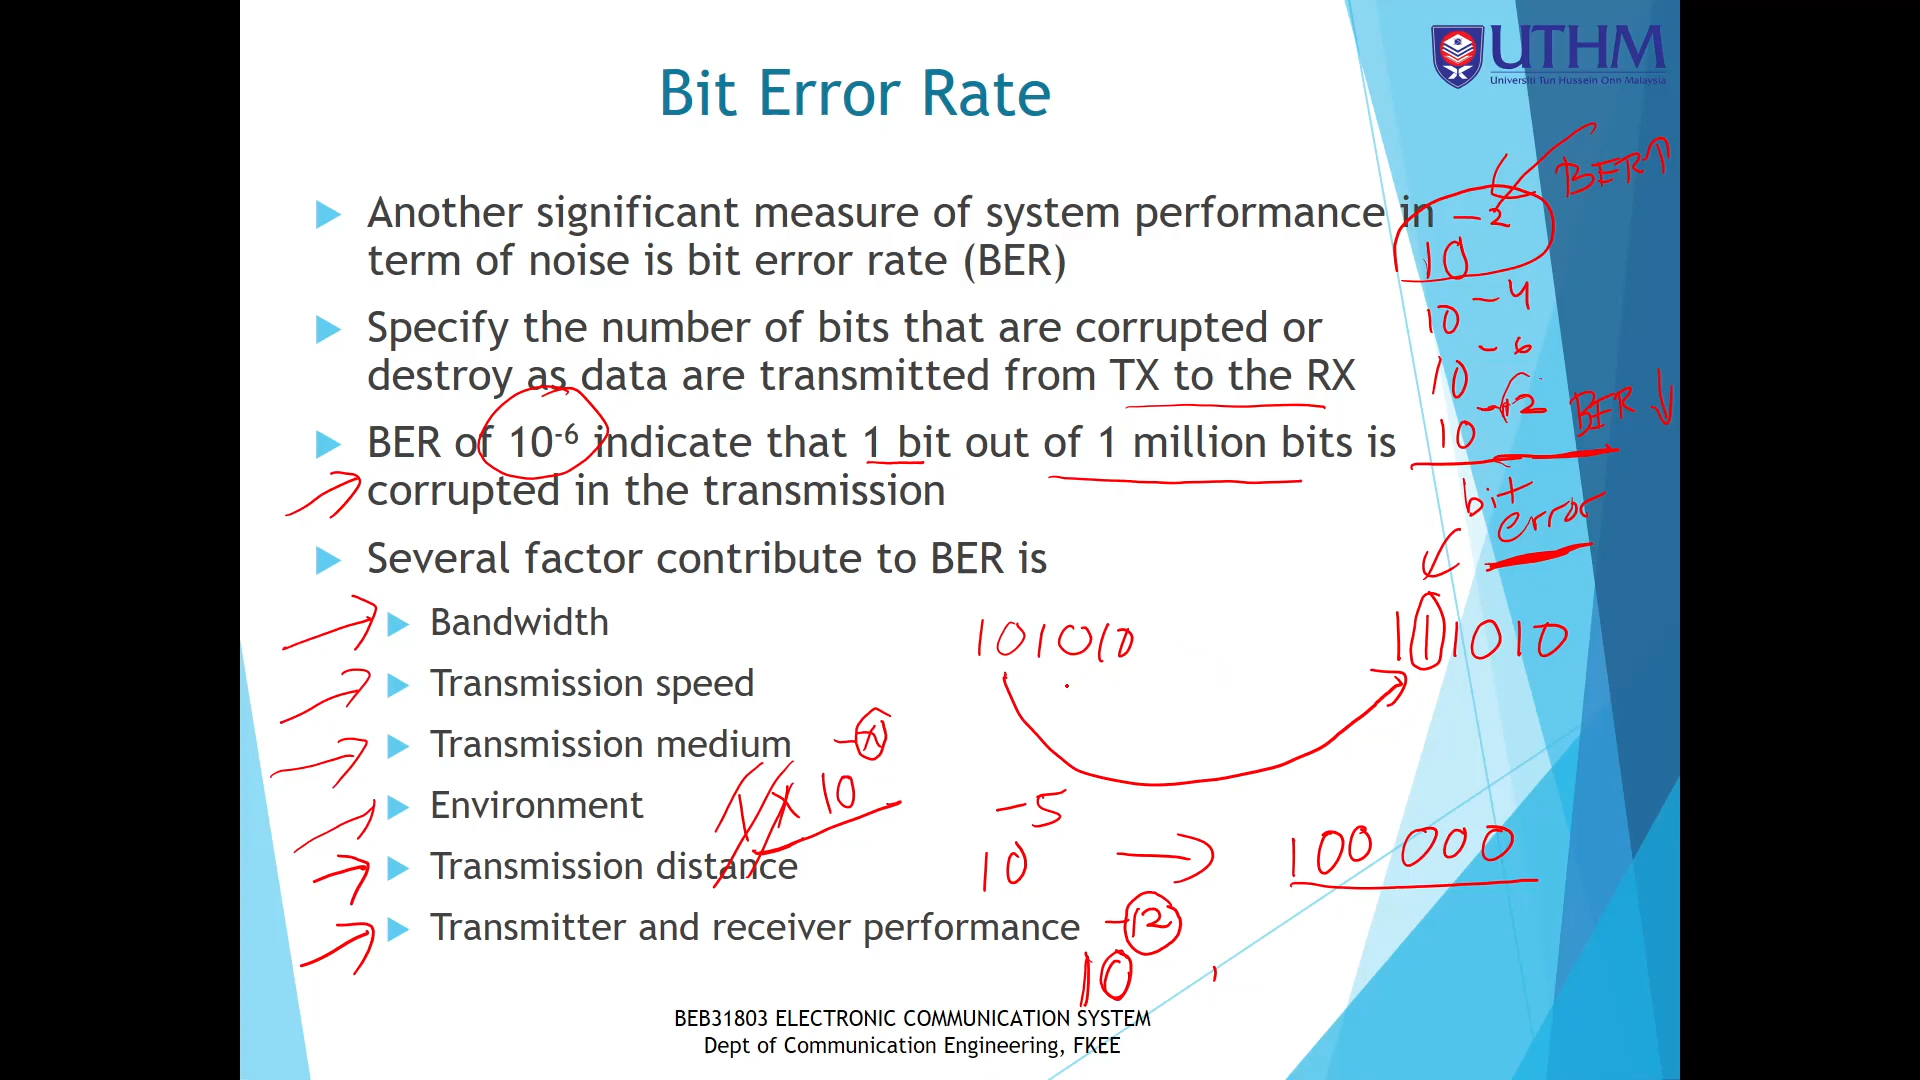 UTHM
Universiti Tun Hussein Onn Malaysia
Bit Error Rate
BER↑
Another significant measure of system performance in
term of noise is bit error rate (BER)
10⁻²
10⁻⁴
Specify the number of bits that are corrupted or
destroy as data are transmitted from TX to the RX
10⁻⁶
10⁻¹² BER↓
BER of 10⁻⁶ indicate that 1 bit out of 1 million bits is
corrupted in the transmission
bit
error
Several factor contribute to BER is
Bandwidth
101010
1111010
Transmission speed
Transmission medium
1 x 10⁻ˣ
Environment
10⁻⁵ → 100 000
Transmission distance
Transmitter and receiver performance
10⁻¹²
BEB31803 ELECTRONIC COMMUNICATION SYSTEM
Dept of Communication Engineering, FKEE